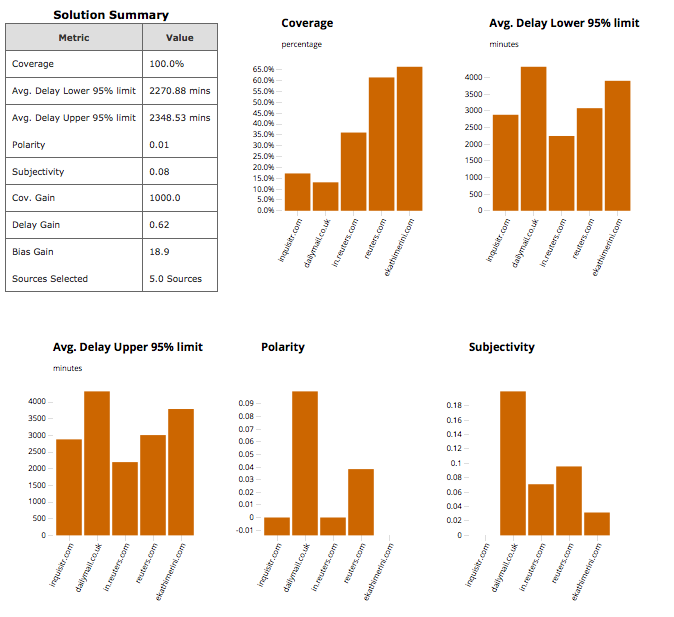 Solution Summary
Metric Value
Coverage 100.0%
Avg. Delay Lower 95% limit 2270.88 mins
Avg. Delay Upper 95% limit 2348.53 mins
Polarity 0.01
Subjectivity 0.08
Cov. Gain 1000.0
Delay Gain 0.62
Bias Gain 18.9
Sources Selected 5.0 Sources
Coverage
percentage
65.0%
60.0%
55.0%
50.0%
45.0%
40.0%
35.0%
30.0%
25.0%
20.0%
15.0%
10.0%
5.0%
0.0%
inquisitr.com
dailymail.co.uk
in.reuters.com
reuters.com
ekathimerini.com
Avg. Delay Lower 95% limit
minutes
4000
3500
3000
2500
2000
1500
1000
500
0
inquisitr.com
dailymail.co.uk
in.reuters.com
reuters.com
ekathimerini.com
Avg. Delay Upper 95% limit
minutes
4000
3500
3000
2500
2000
1500
1000
500
0
inquisitr.com
dailymail.co.uk
in.reuters.com
reuters.com
ekathimerini.com
Polarity
0.09
0.08
0.07
0.06
0.05
0.04
0.03
0.02
0.01
0
-0.01
inquisitr.com
dailymail.co.uk
in.reuters.com
reuters.com
ekathimerini.com
Subjectivity
0.18
0.16
0.14
0.12
0.1
0.08
0.06
0.04
0.02
0
inquisitr.com
dailymail.co.uk
in.reuters.com
reuters.com
ekathimerini.com